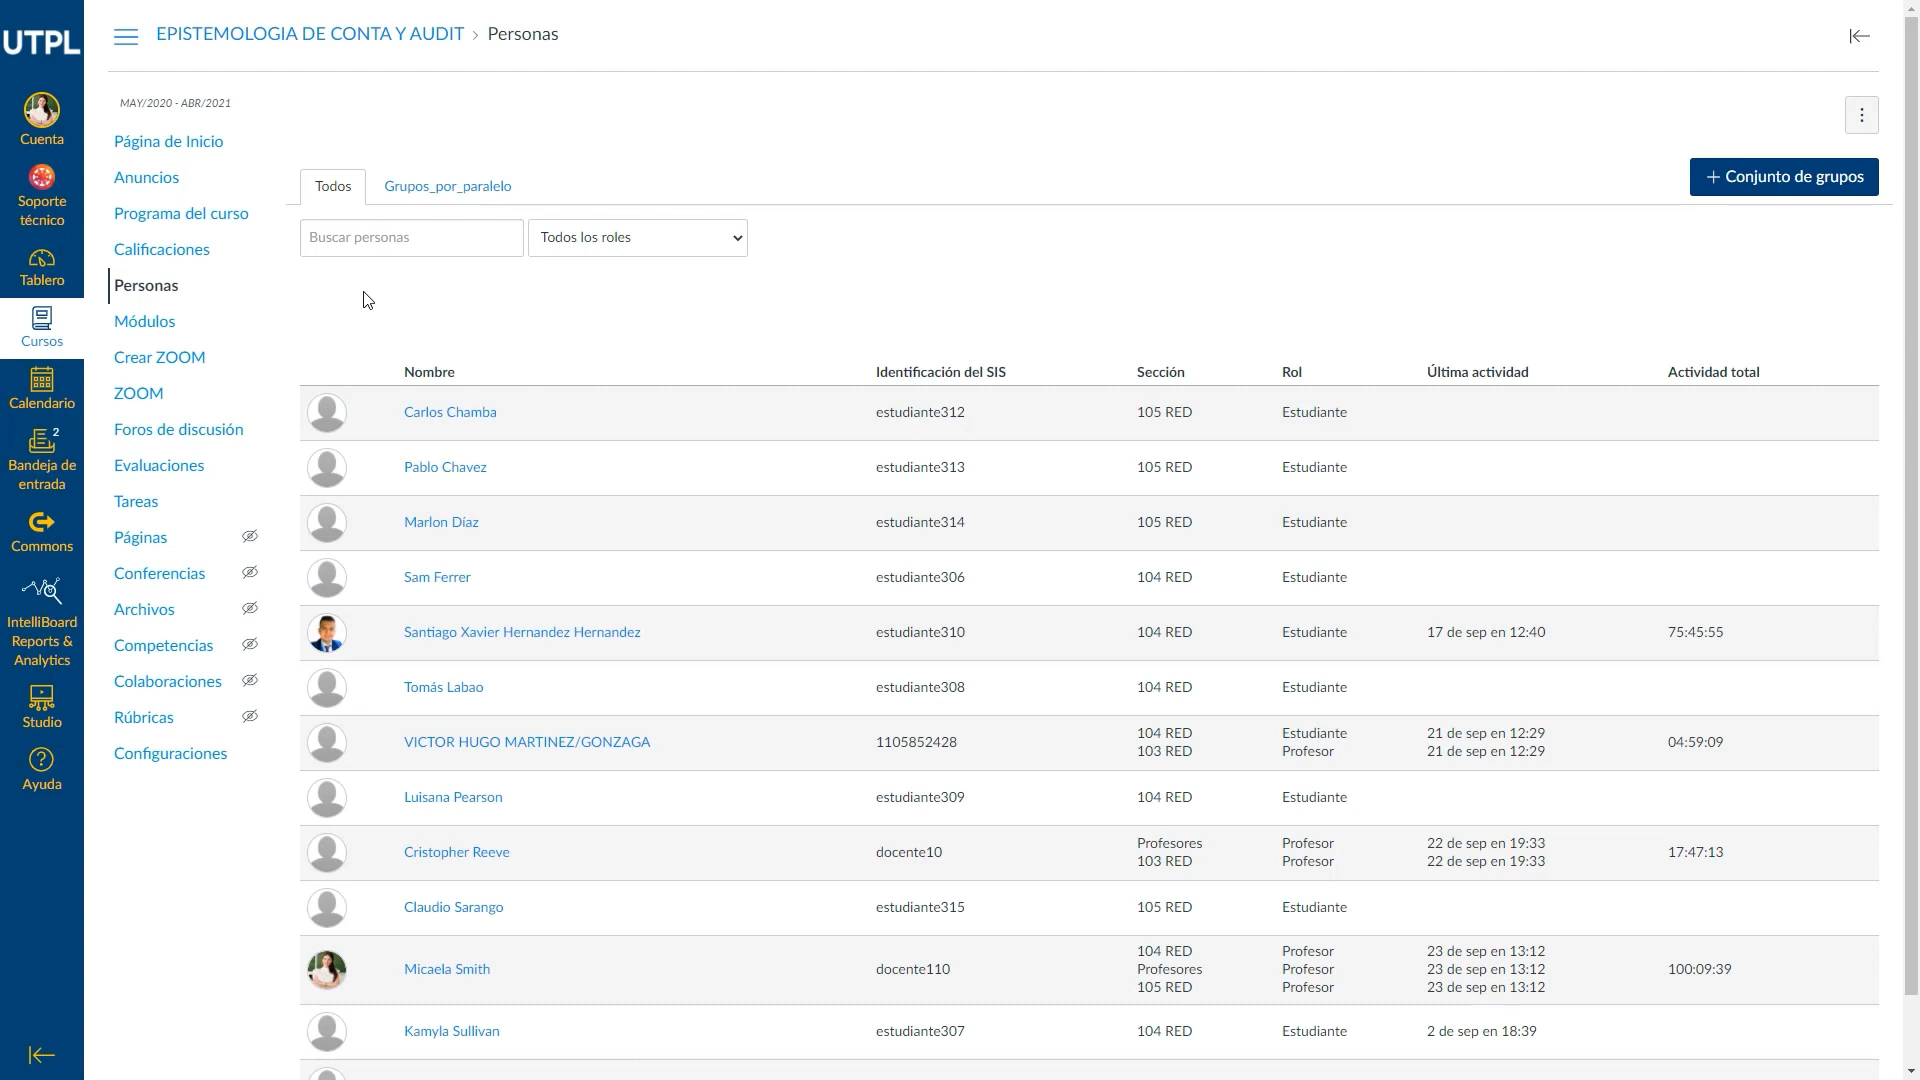 UTPL
Cuenta
Soporte
técnico
Tablero
Cursos
Calendario
2
Bandeja de
entrada
Commons
IntelliBoard
Reports &
Analytics
Studio
Ayuda
EPISTEMOLOGIA DE CONTA Y AUDIT › Personas
MAY/2020 - ABR/2021
Página de Inicio
Anuncios
Programa del curso
Calificaciones
Personas
Módulos
Crear ZOOM
ZOOM
Foros de discusión
Evaluaciones
Tareas
Páginas
Conferencias
Archivos
Competencias
Colaboraciones
Rúbricas
Configuraciones
Todos Grupos_por_paralelo
+ Conjunto de grupos
Buscar personas Todos los roles
Nombre Identificación del SIS Sección Rol Última actividad Actividad total
Carlos Chamba estudiante312 105 RED Estudiante
Pablo Chavez estudiante313 105 RED Estudiante
Marlon Díaz estudiante314 105 RED Estudiante
Sam Ferrer estudiante306 104 RED Estudiante
Santiago Xavier Hernandez Hernandez estudiante310 104 RED Estudiante 17 de sep en 12:40 75:45:55
Tomás Labao estudiante308 104 RED Estudiante
VICTOR HUGO MARTINEZ/GONZAGA 1105852428 104 RED Estudiante 21 de sep en 12:29 04:59:09
103 RED Profesor 21 de sep en 12:29
Luisana Pearson estudiante309 104 RED Estudiante
Cristopher Reeve docente10 Profesores Profesor 22 de sep en 19:33 17:47:13
103 RED Profesor 22 de sep en 19:33
Claudio Sarango estudiante315 105 RED Estudiante
104 RED Profesor 23 de sep en 13:12
Micaela Smith docente110 Profesores Profesor 23 de sep en 13:12 100:09:39
105 RED Profesor 23 de sep en 13:12
Kamyla Sullivan estudiante307 104 RED Estudiante 2 de sep en 18:39